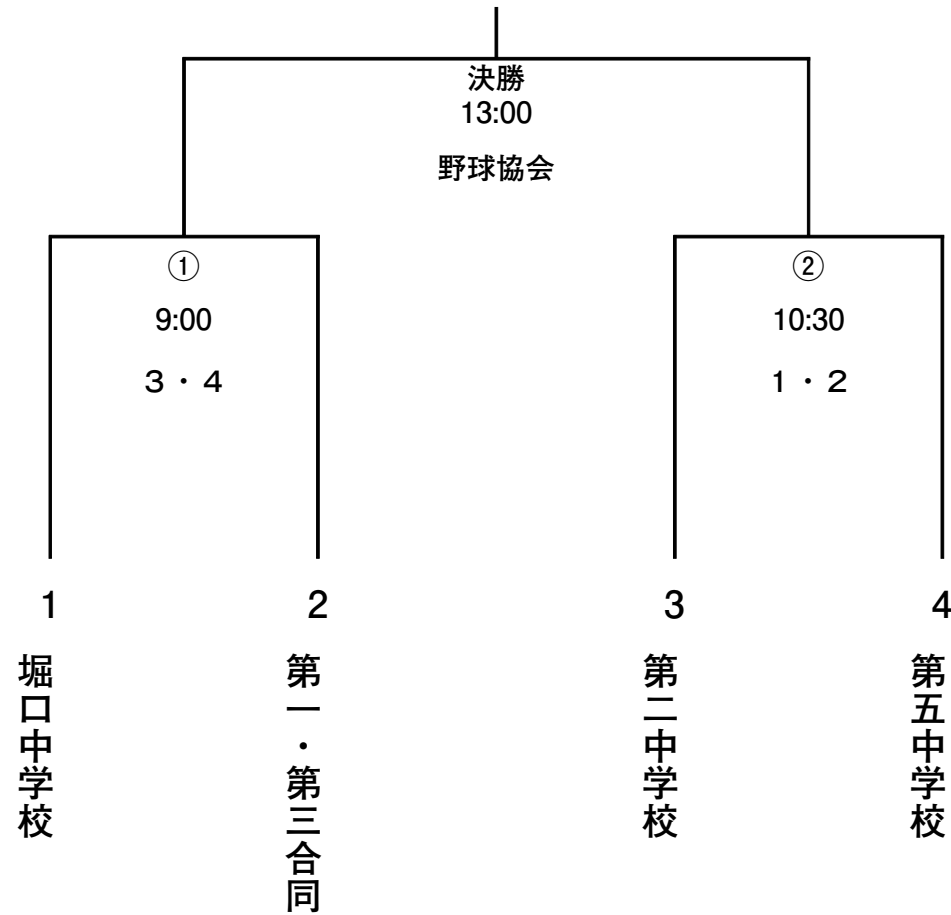 決勝
13:00
野球協会
①
9:00
３・４
②
10:30
１・２
1
2
3
4
堀口中学校
第一・第三合同
第二中学校
第五中学校